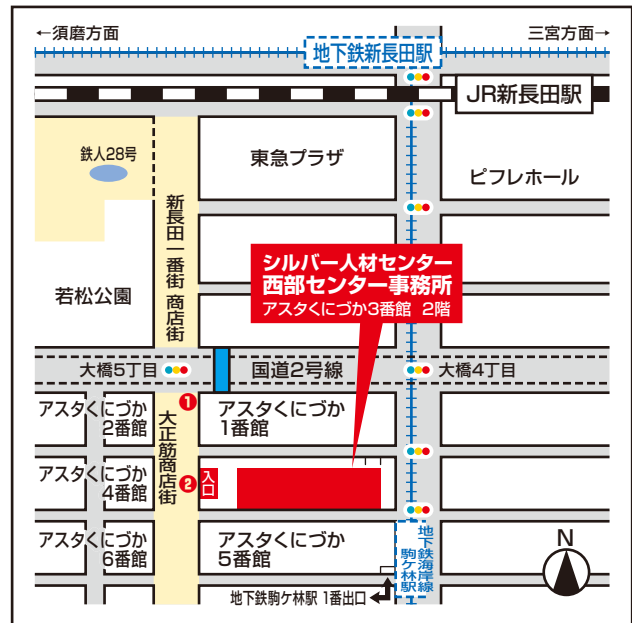 ←須磨方面
三宮方面→
地下鉄新長田駅
JR新長田駅
鉄人28号
東急プラザ
ピフレホール
新長田一番街 商店街
シルバー人材センター
西部センター事務所
アスタくにづか3番館 2階
若松公園
大橋5丁目
国道2号線
大橋4丁目
アスタくにづか
2番館
1
大正筋商店街
アスタくにづか
1番館
アスタくにづか
4番館
2
入口
アスタくにづか
6番館
アスタくにづか
5番館
地下鉄海岸線
駒ケ林駅
N
地下鉄駒ケ林駅 1番出口